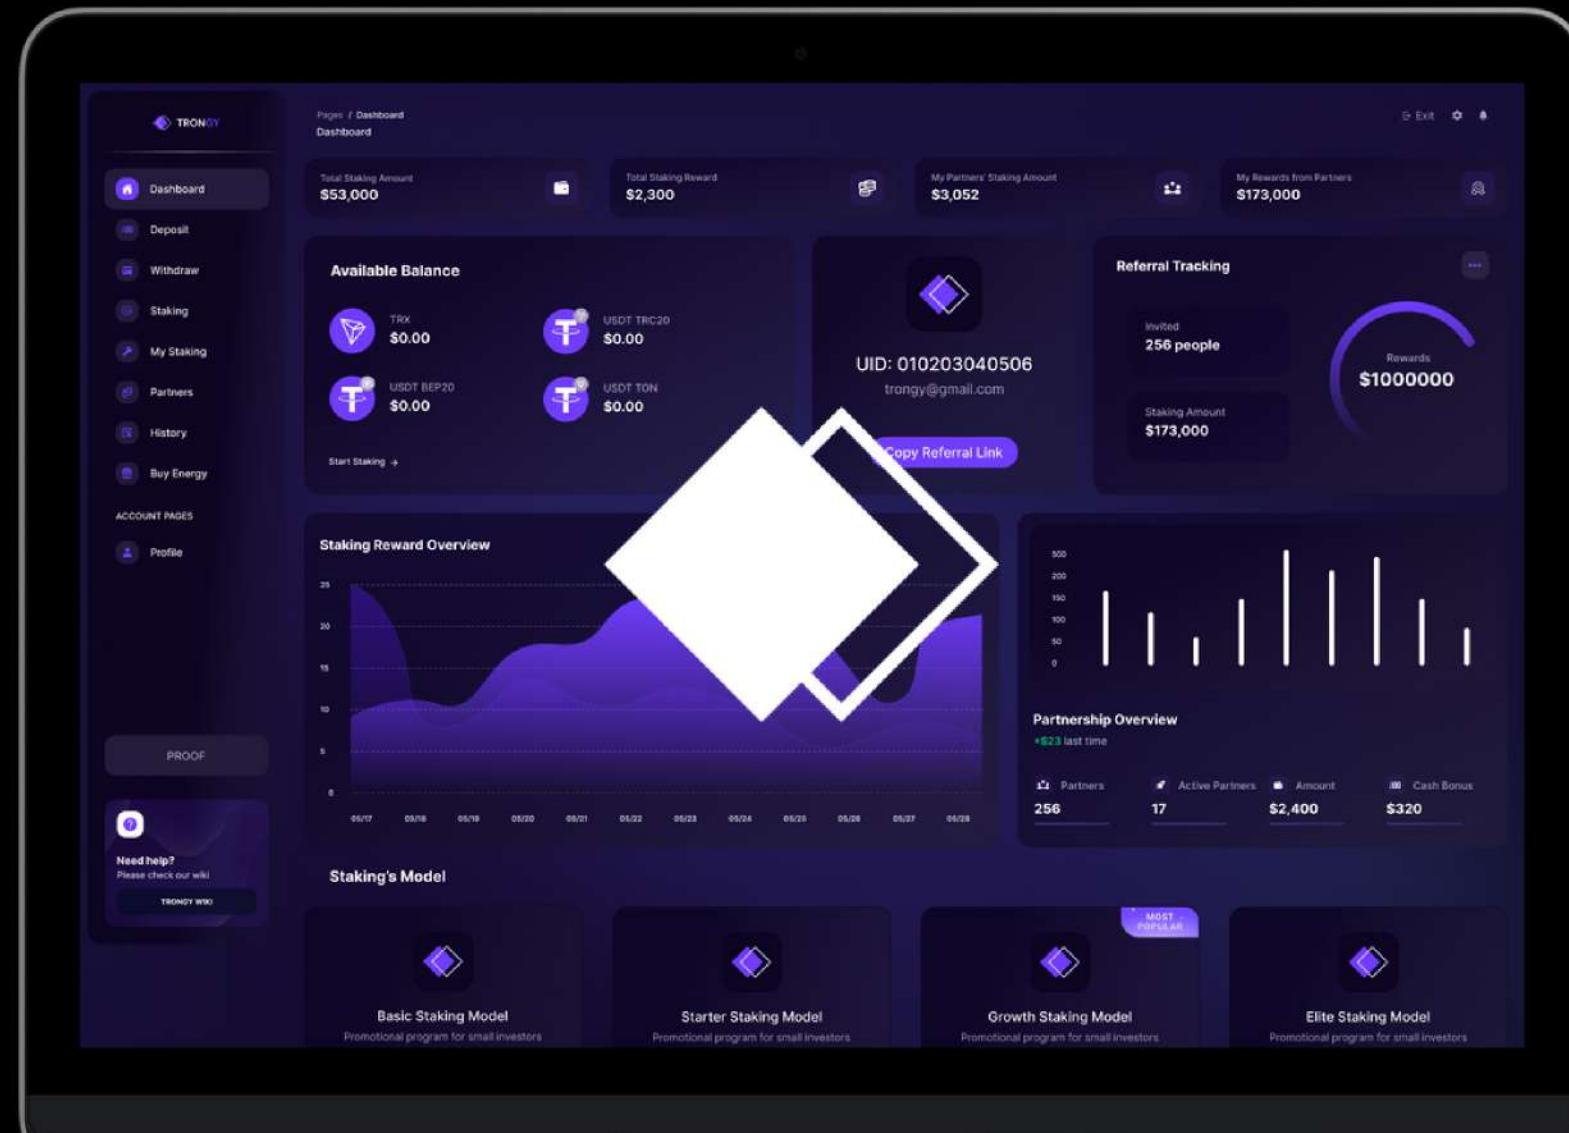 TRONGY
Dashboard
Deposit
Withdraw
Staking
My Staking
Partners
History
Buy Energy
ACCOUNT PAGES
Profile
PROOF
Need help?
Please check our wiki
TRONGY WIKI
Pages / Dashboard
Dashboard
Exit
Total Staking Amount
$53,000
Total Staking Reward
$2,300
My Partners' Staking Amount
$3,052
My Rewards from Partners
$173,000
Available Balance
TRX
$0.00
USDT TRC20
$0.00
USDT BEP20
$0.00
USDT TON
$0.00
Start Staking →
UID: 010203040506
trongy@gmail.com
Copy Referral Link
Referral Tracking
Invited
256 people
Staking Amount
$173,000
Rewards
$1000000
Staking Reward Overview
25
20
15
10
5
0
05/17 05/18 05/19 05/20 05/21 05/22 05/23 05/24 05/25 05/26 05/27 05/28
500
200
150
100
50
0
Partnership Overview
+$23 last time
Partners
256
Active Partners
17
Amount
$2,400
Cash Bonus
$320
Staking's Model
Basic Staking Model
Promotional program for small investors
Starter Staking Model
Promotional program for small investors
MOST
POPULAR
Growth Staking Model
Promotional program for small investors
Elite Staking Model
Promotional program for small investors